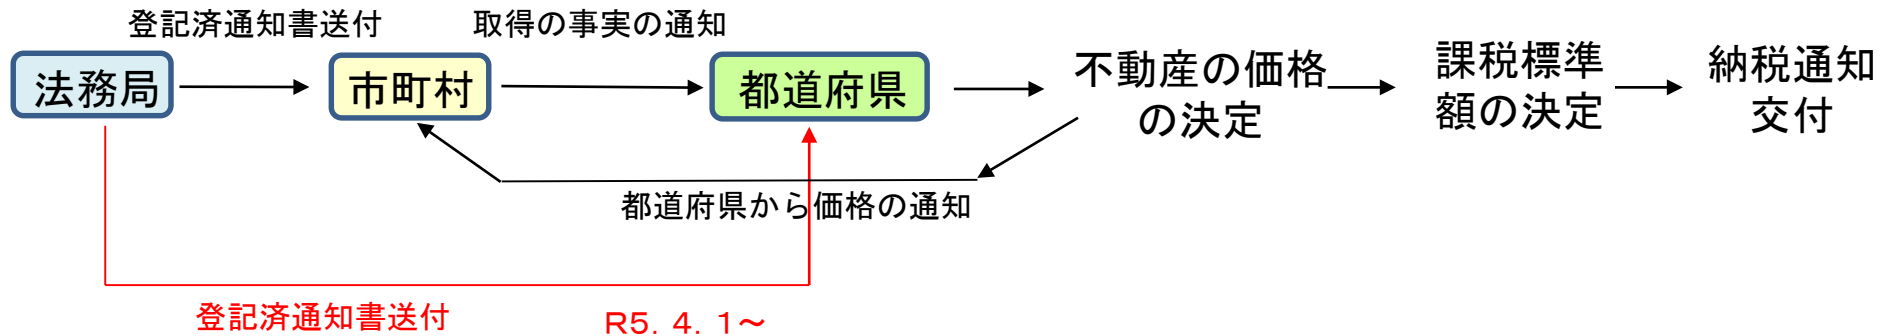 登記済通知書送付
取得の事実の通知
法務局
市町村
都道府県
不動産の価格
の決定
課税標準
額の決定
納税通知
交付
都道府県から価格の通知
登記済通知書送付
R5．4．1～